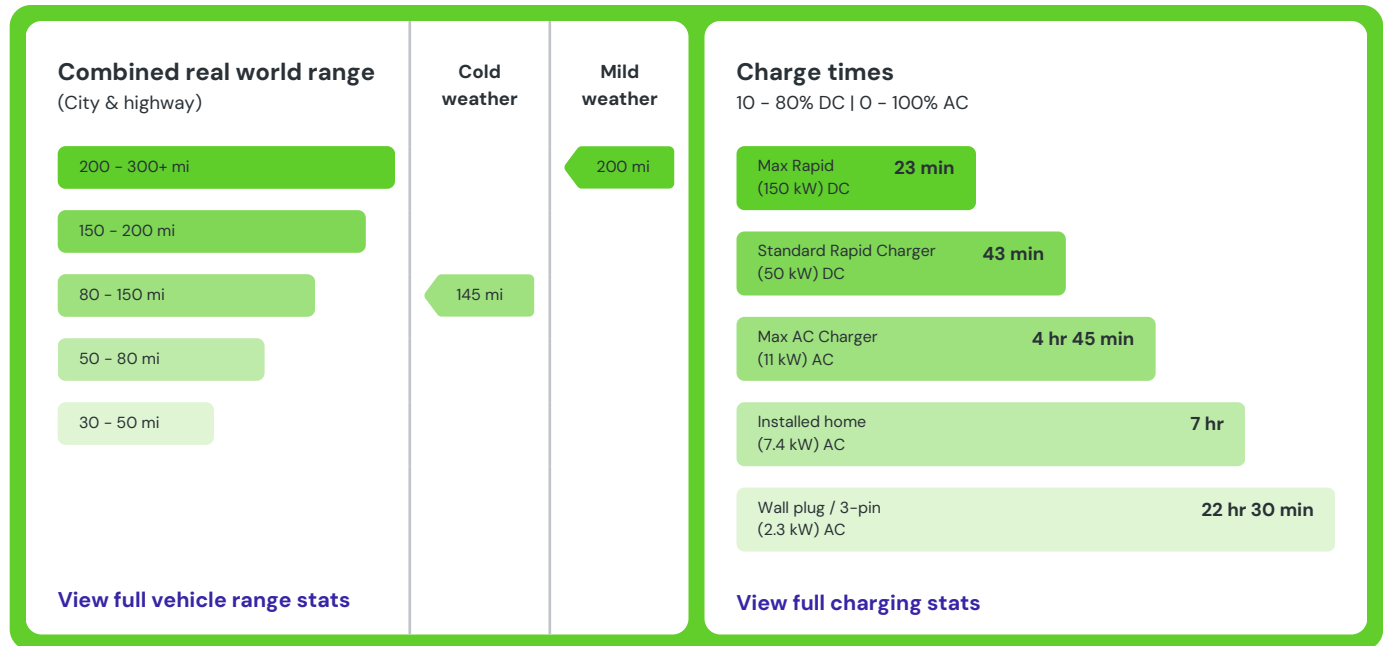 Combined real world range
(City & highway)
Cold
weather
Mild
weather
200 - 300+ mi
200 mi
150 - 200 mi
80 - 150 mi
145 mi
50 - 80 mi
30 - 50 mi
View full vehicle range stats
Charge times
10 - 80% DC | 0 - 100% AC
Max Rapid
(150 kW) DC
23 min
Standard Rapid Charger
(50 kW) DC
43 min
Max AC Charger
(11 kW) AC
4 hr 45 min
Installed home
(7.4 kW) AC
7 hr
Wall plug / 3-pin
(2.3 kW) AC
22 hr 30 min
View full charging stats